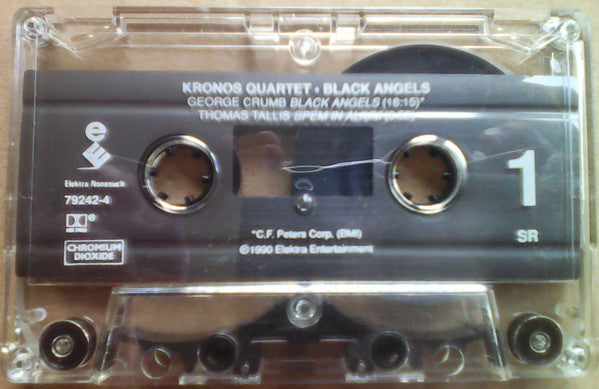 KRONOS QUARTET • BLACK ANGELS
GEORGE CRUMB BLACK ANGELS (18:15)*
THOMAS TALLIS SPEM IN ALIUM
e
Elektra Nonesuch
79242-4
CHROMIUM
DIOXIDE
1
SR
*C.F. Peters Corp. (BMI)
℗©1990 Elektra Entertainment